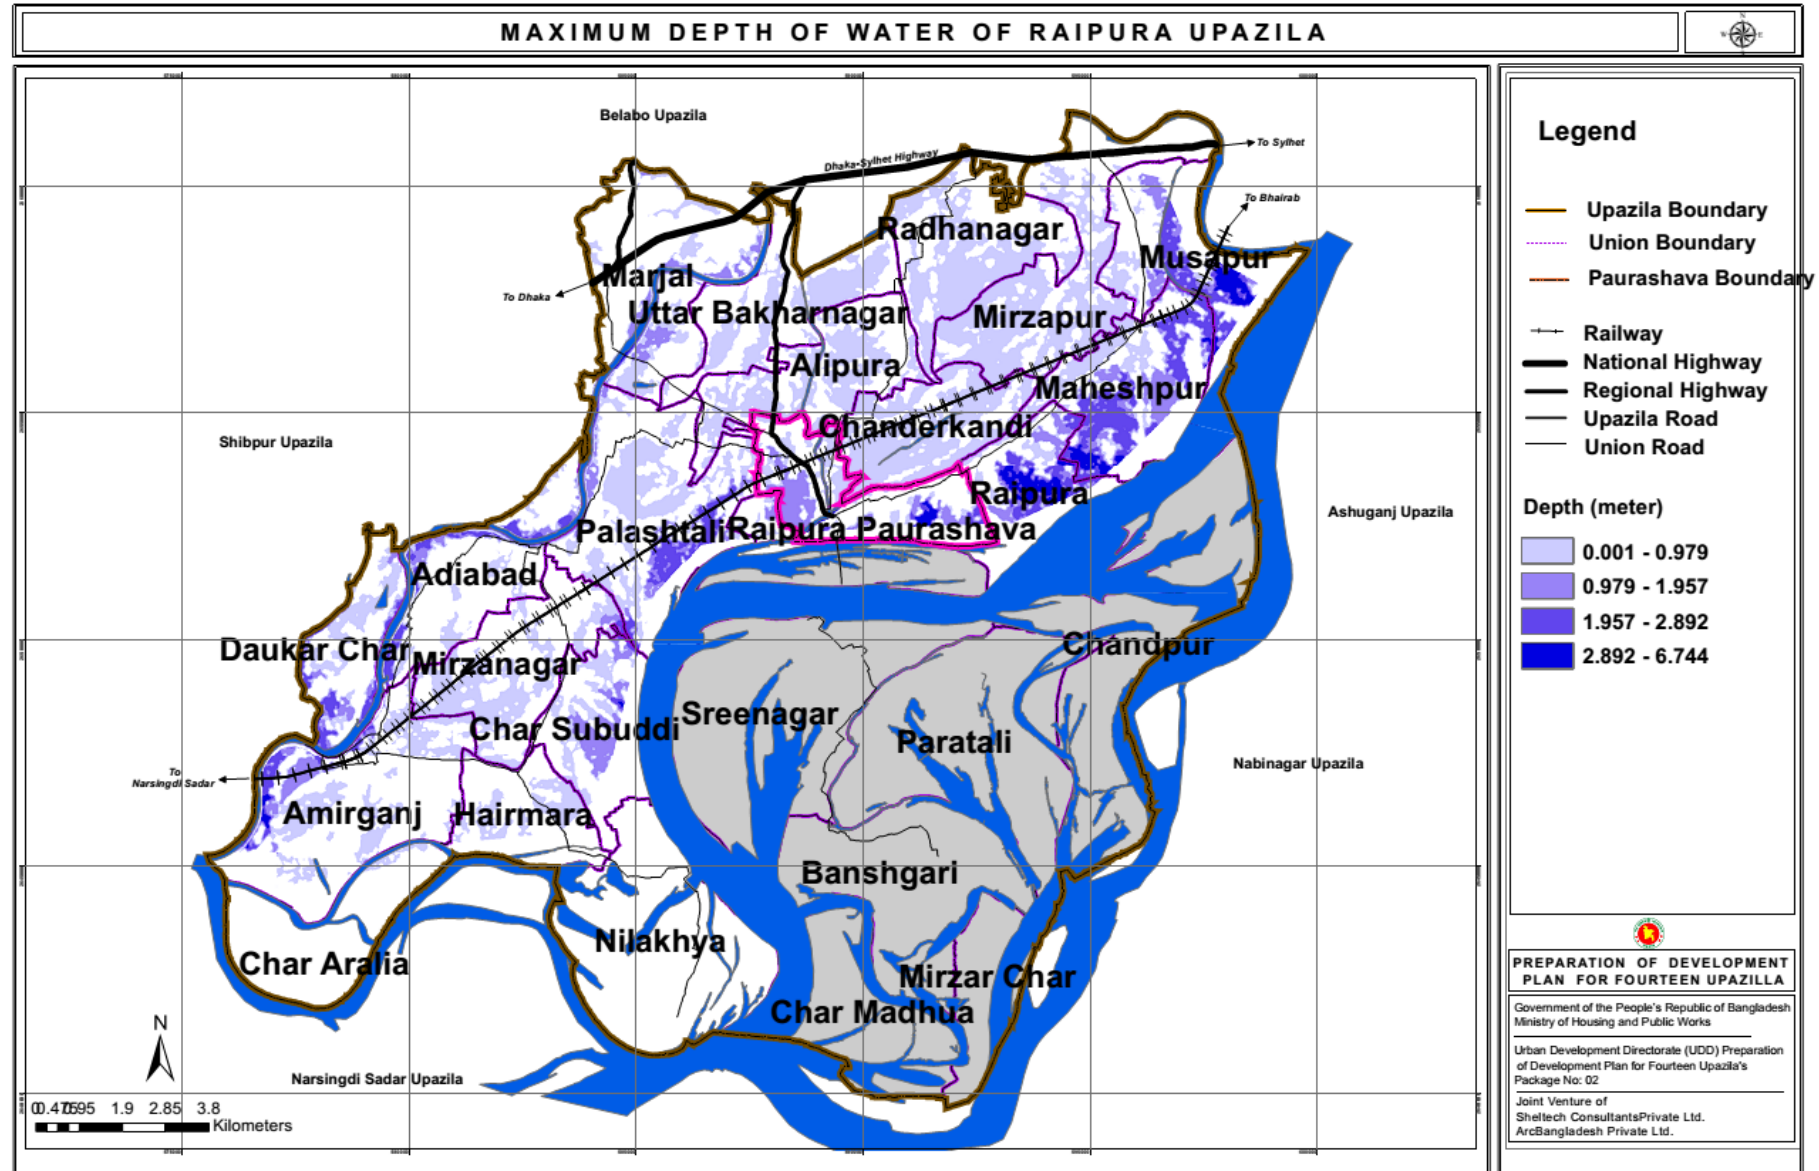 MAXIMUM DEPTH OF WATER OF RAIPURA UPAZILA
N
W
E
Belabo Upazila
Dhaka-Sylhet Highway
To Sylhet
To Bhairab
Radhanagar
Musapur
Marjal
To Dhaka
Uttar Bakharnagar
Mirzapur
Alipura
Maheshpur
Chanderkandi
Shibpur Upazila
Raipura
Ashuganj Upazila
Palashtali
Raipura Paurashava
Adiabad
Daukar Char
Mirzanagar
Chandpur
Sreenagar
Char Subuddi
Paratali
Nabinagar Upazila
To
Narsingdi Sadar
Amirganj
Hairmara
Banshgari
Nilakhya
Char Aralia
Mirzar Char
Char Madhua
N
Narsingdi Sadar Upazila
0 0.475 0.95 1.9 2.85 3.8
Kilometers
Legend
Upazila Boundary
Union Boundary
Paurashava Boundary
Railway
National Highway
Regional Highway
Upazila Road
Union Road
Depth (meter)
0.001 - 0.979
0.979 - 1.957
1.957 - 2.892
2.892 - 6.744
PREPARATION OF DEVELOPMENT
PLAN FOR FOURTEEN UPAZILLA
Government of the People's Republic of Bangladesh
Ministry of Housing and Public Works
Urban Development Directorate (UDD) Preparation
of Development Plan for Fourteen Upazila's
Package No: 02
Joint Venture of
Sheltech ConsultantsPrivate Ltd.
ArcBangladesh Private Ltd.